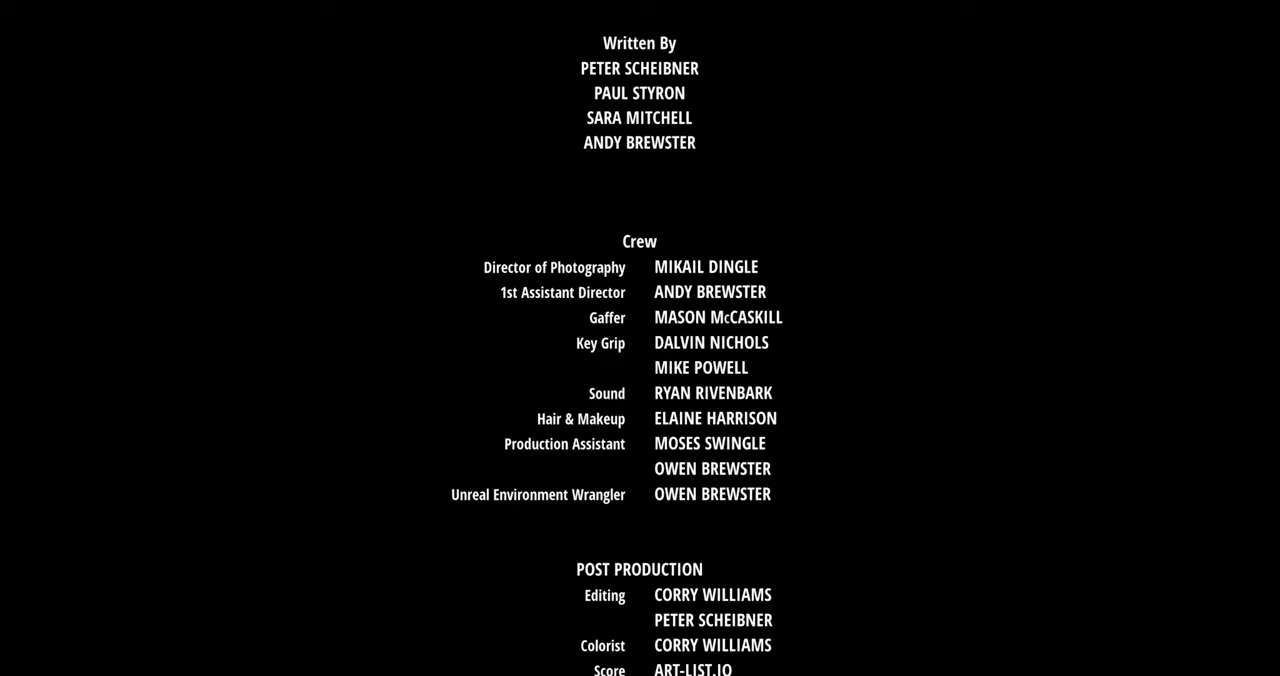 Written By
PETER SCHEIBNER
PAUL STYRON
SARA MITCHELL
ANDY BREWSTER
Crew
Director of Photography MIKAIL DINGLE
1st Assistant Director ANDY BREWSTER
Gaffer MASON McCASKILL
Key Grip DALVIN NICHOLS
MIKE POWELL
Sound RYAN RIVENBARK
Hair & Makeup ELAINE HARRISON
Production Assistant MOSES SWINGLE
OWEN BREWSTER
Unreal Environment Wrangler OWEN BREWSTER
POST PRODUCTION
Editing CORRY WILLIAMS
PETER SCHEIBNER
Colorist CORRY WILLIAMS
Score ART-LIST.IO